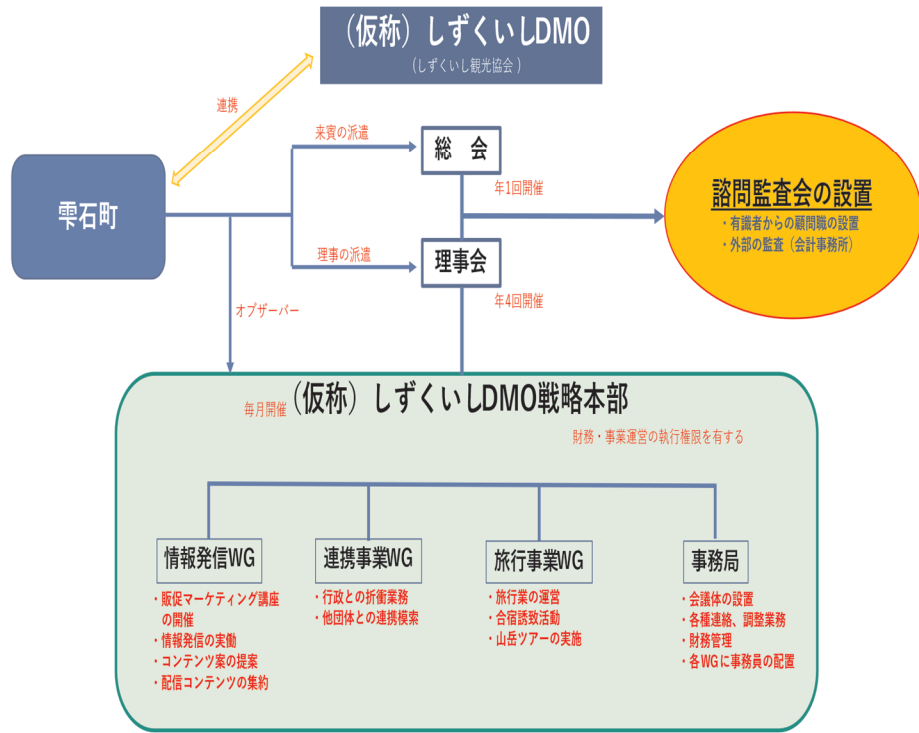 （仮称）しずくいしDMO
（しずくいし観光協会）
連携
雫石町
来賓の派遣
総　会
年1回開催
諮問監査会の設置
・有識者からの顧問職の設置
・外部の監査（会計事務所）
理事の派遣
理事会
年4回開催
オブザーバー
毎月開催
（仮称）しずくいしDMO戦略本部
財務・事業運営の執行権限を有する
情報発信WG
・販促マーケティング講座
の開催
・情報発信の実働
・コンテンツ案の提案
・配信コンテンツの集約
連携事業WG
・行政との折衝業務
・他団体との連携模索
旅行事業WG
・旅行業の運営
・合宿誘致活動
・山岳ツアーの実施
事務局
・会議体の設置
・各種連絡、調整業務
・財務管理
・各WGに事務員の配置